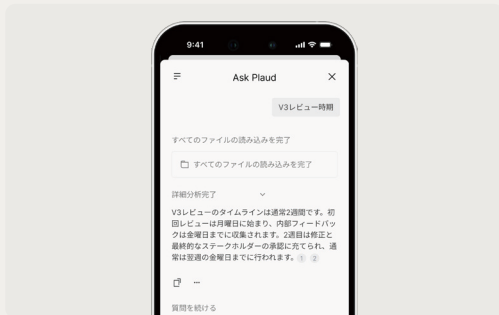 9:41
Ask Plaud
V3レビュー時期
すべてのファイルの読み込みを完了
すべてのファイルの読み込みを完了
詳細分析完了
V3レビューのタイムラインは通常2週間です。初
回レビューは月曜日に始まり、内部フィードバッ
クは金曜日までに収集されます。2週目は修正と
最終的なステークホルダーの承認に充てられ、通
常は翌週の金曜日までに行われます。 1 2
質問を続ける